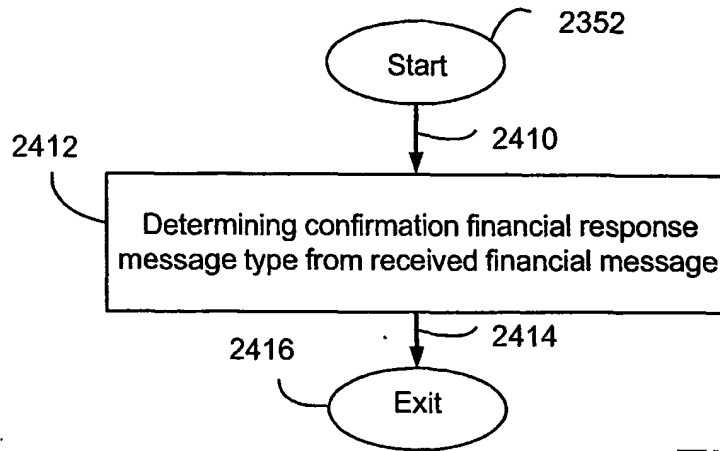 2352
Start
2410
2412
Determining confirmation financial response
message type from received financial message
2414
2416
Exit